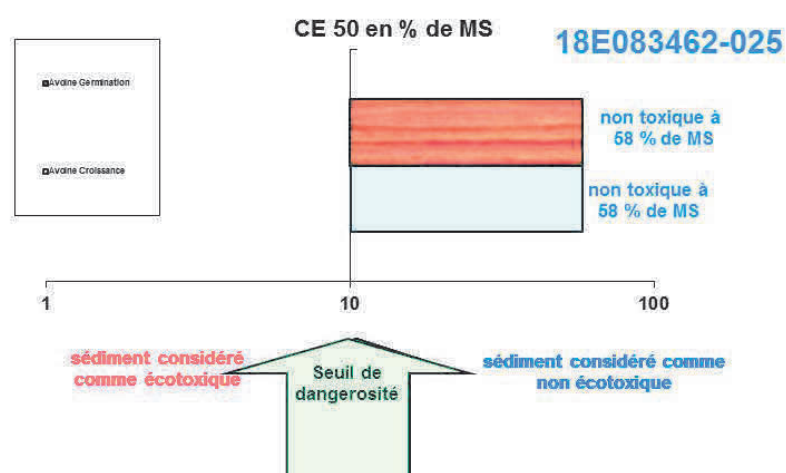 CE 50 en % de MS
18E083462-025
Avoine Germination
Avoine Croissance
non toxique à
58 % de MS
non toxique à
58 % de MS
1
10
100
sédiment considéré
comme écotoxique
Seuil de
dangerosité
sédiment considéré comme
non écotoxique